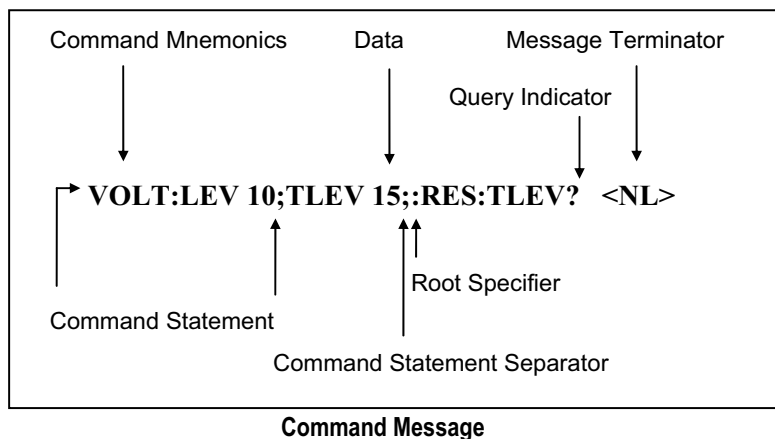 Command Mnemonics Data Message Terminator
Query Indicator
VOLT:LEV 10;TLEV 15;:RES:TLEV? <NL>
Root Specifier
Command Statement
Command Statement Separator
Command Message